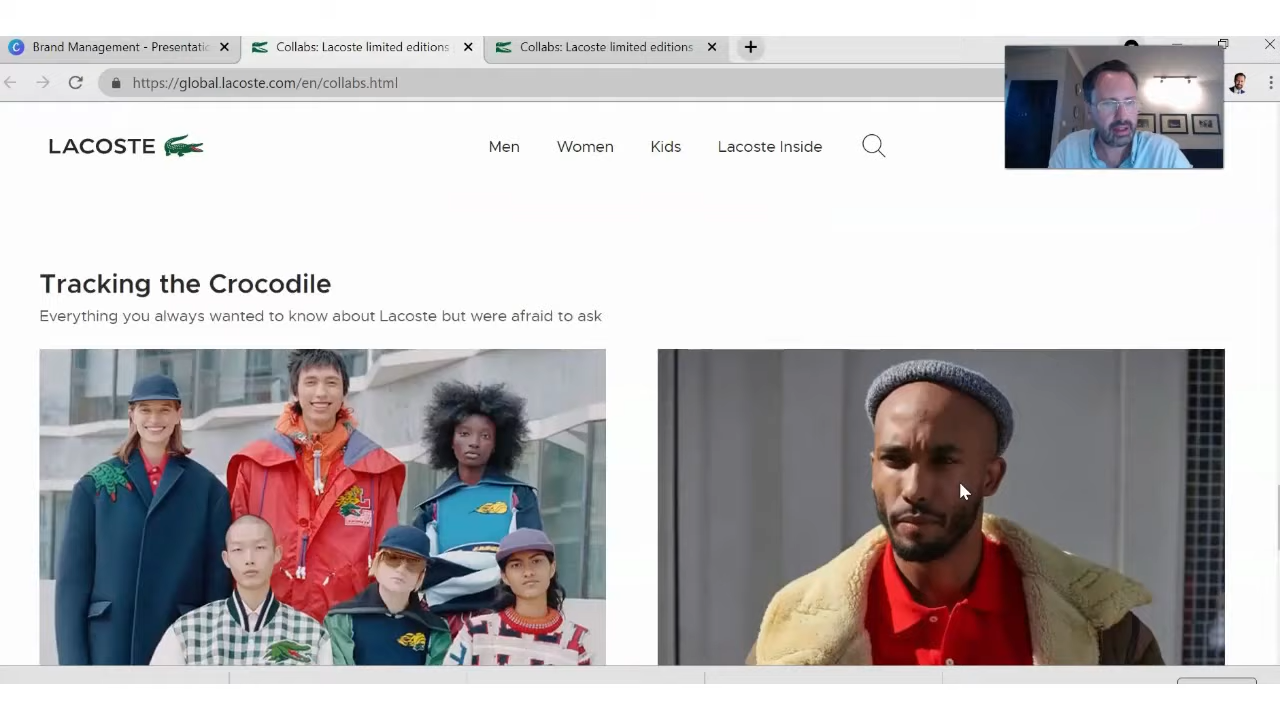 Brand Management - Presentatic
Collabs: Lacoste limited editions
Collabs: Lacoste limited editions
https://global.lacoste.com/en/collabs.html
LACOSTE
Men
Women
Kids
Lacoste Inside
Tracking the Crocodile
Everything you always wanted to know about Lacoste but were afraid to ask